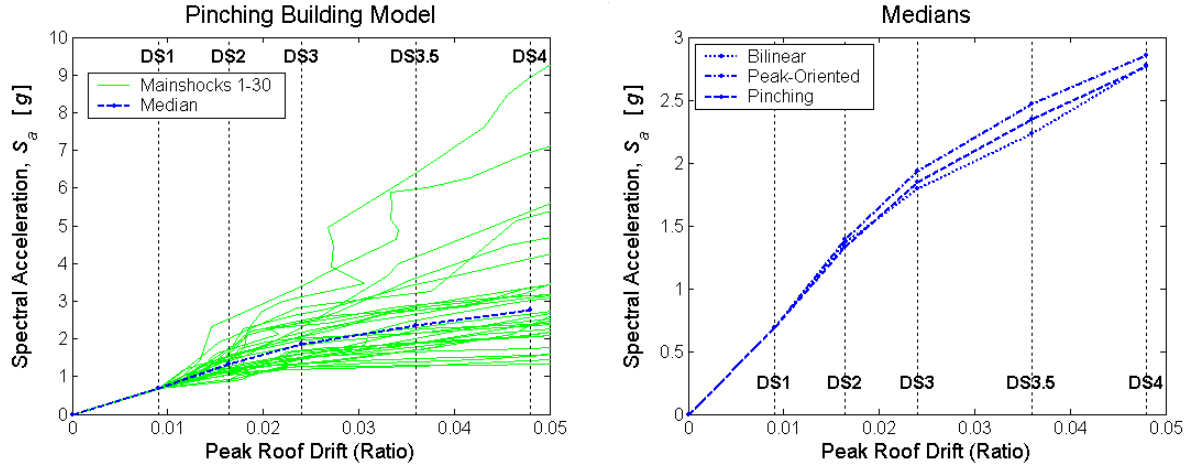 Pinching Building Model
Spectral Acceleration, Sa [g]
10
9
8
7
6
5
4
3
2
1
0
DS1 DS2 DS3 DS3.5 DS4
Mainshocks 1-30
Median
0 0.01 0.02 0.03 0.04 0.05
Peak Roof Drift (Ratio)
Medians
Spectral Acceleration, Sa [g]
3
2.5
2
1.5
1
0.5
0
Bilinear
Peak-Oriented
Pinching
DS1 DS2 DS3 DS3.5 DS4
0 0.01 0.02 0.03 0.04 0.05
Peak Roof Drift (Ratio)